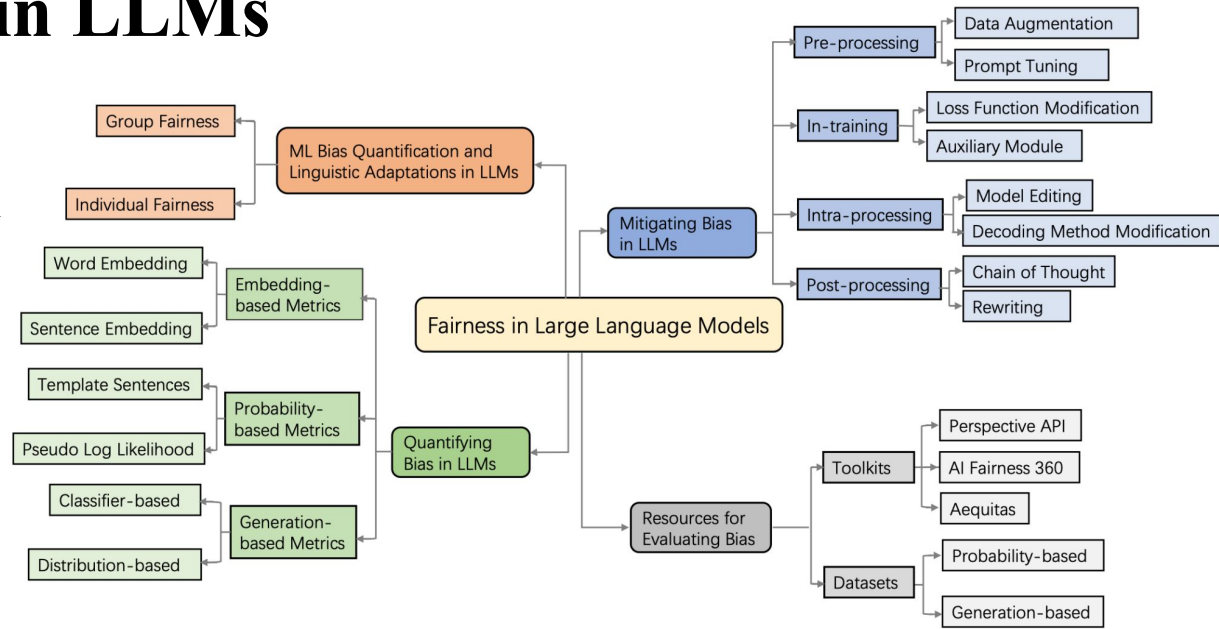 in LLMs
Group Fairness
Individual Fairness
ML Bias Quantification and
Linguistic Adaptations in LLMs
Word Embedding
Sentence Embedding
Embedding-
based Metrics
Template Sentences
Pseudo Log Likelihood
Probability-
based Metrics
Classifier-based
Distribution-based
Generation-
based Metrics
Quantifying
Bias in LLMs
Fairness in Large Language Models
Mitigating Bias
in LLMs
Pre-processing
Data Augmentation
Prompt Tuning
In-training
Loss Function Modification
Auxiliary Module
Intra-processing
Model Editing
Decoding Method Modification
Post-processing
Chain of Thought
Rewriting
Resources for
Evaluating Bias
Toolkits
Perspective API
AI Fairness 360
Aequitas
Datasets
Probability-based
Generation-based